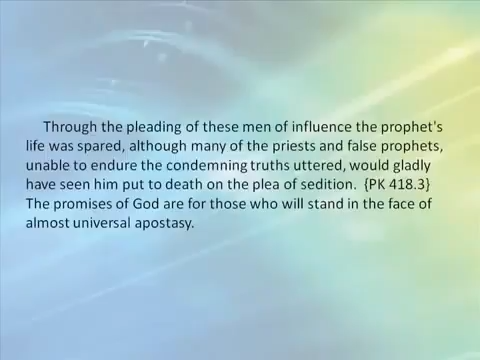 Through the pleading of these men of influence the prophet's
life was spared, although many of the priests and false prophets,
unable to endure the condemning truths uttered, would gladly
have seen him put to death on the plea of sedition.  {PK 418.3}
The promises of God are for those who will stand in the face of
almost universal apostasy.